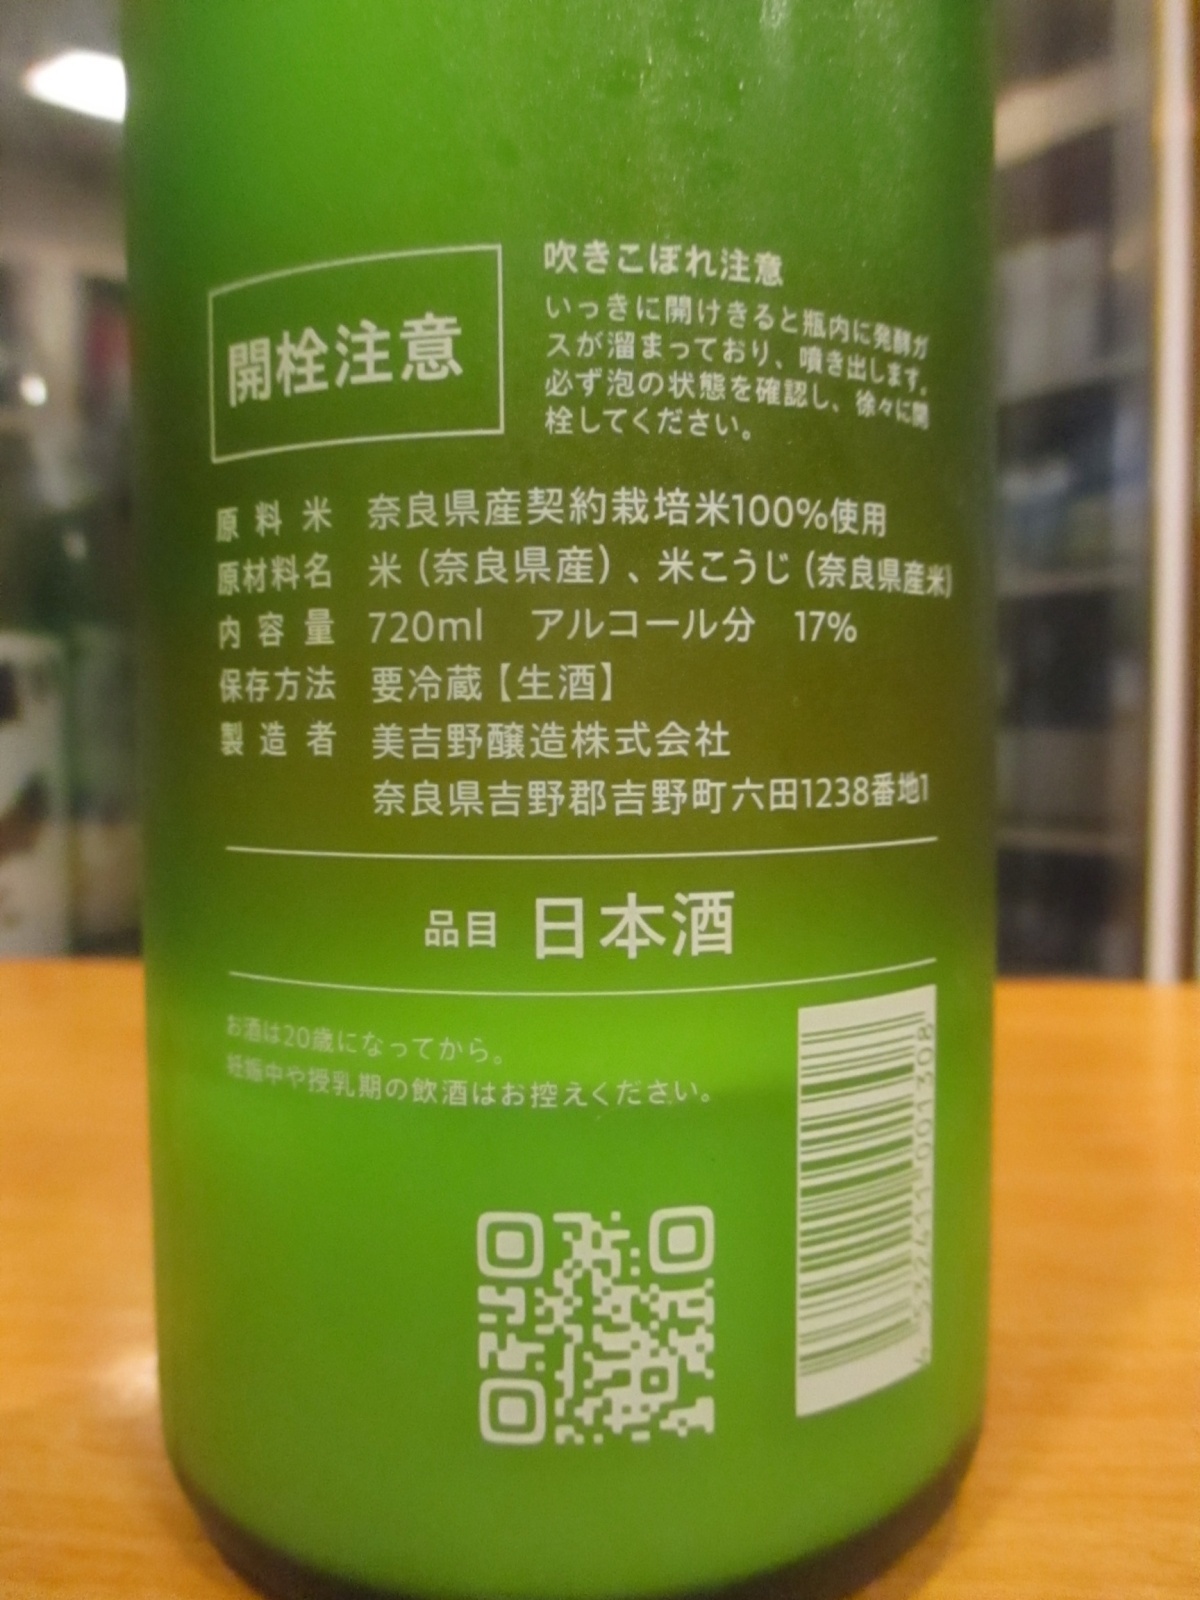 開栓注意
吹きこぼれ注意
いっきに開けきると瓶内に発酵ガ
スが溜まっており、噴き出します。
必ず泡の状態を確認し、徐々に開
栓してください。
原料米 奈良県産契約栽培米100%使用
原材料名 米（奈良県産）、米こうじ（奈良県産米）
内容量 720ml アルコール分 17%
保存方法 要冷蔵【生酒】
製造者 美吉野醸造株式会社
奈良県吉野郡吉野町六田1238番地1
品目 日本酒
お酒は20歳になってから。
妊娠中や授乳期の飲酒はお控えください。